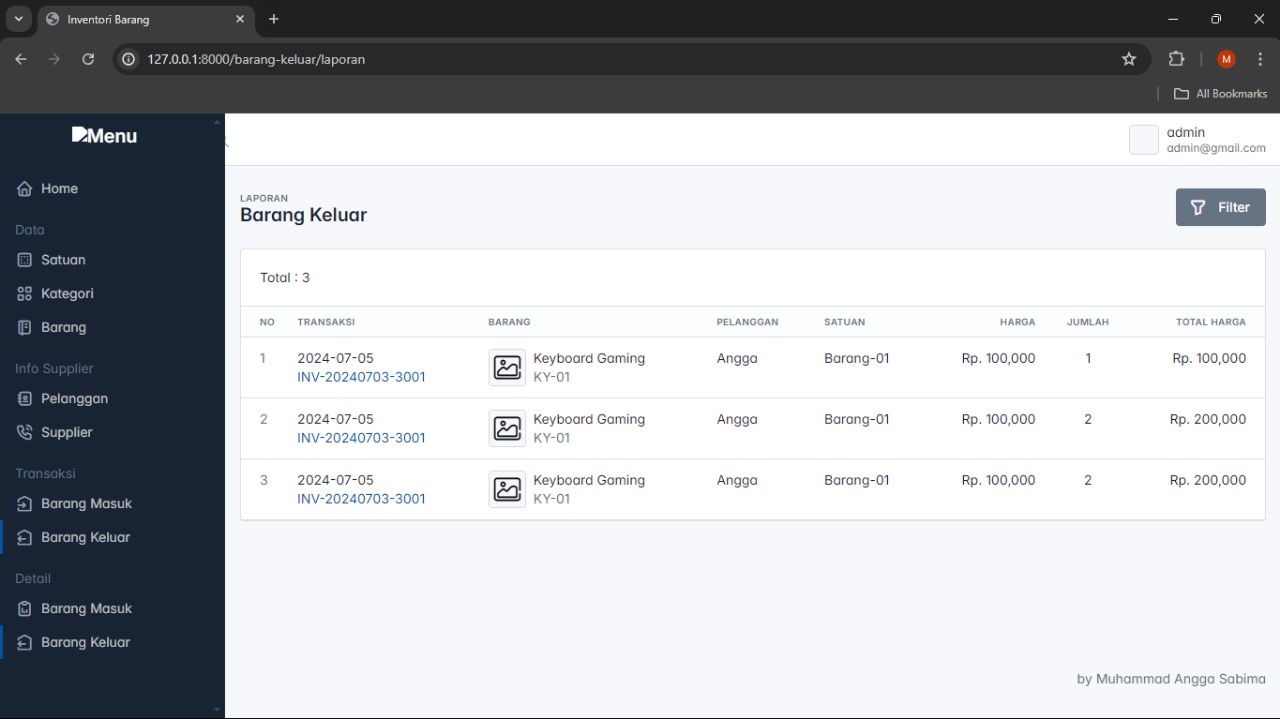 Inventori Barang
127.0.0.1:8000/barang-keluar/laporan
M
All Bookmarks
Menu
admin
admin@gmail.com
Home
Data
Satuan
Kategori
Barang
Info Supplier
Pelanggan
Supplier
Transaksi
Barang Masuk
Barang Keluar
Detail
Barang Masuk
Barang Keluar
LAPORAN
Barang Keluar
Filter
Total : 3
NO TRANSAKSI BARANG PELANGGAN SATUAN HARGA JUMLAH TOTAL HARGA
1 2024-07-05 Keyboard Gaming Angga Barang-01 Rp. 100,000 1 Rp. 100,000
INV-20240703-3001 KY-01
2 2024-07-05 Keyboard Gaming Angga Barang-01 Rp. 100,000 2 Rp. 200,000
INV-20240703-3001 KY-01
3 2024-07-05 Keyboard Gaming Angga Barang-01 Rp. 100,000 2 Rp. 200,000
INV-20240703-3001 KY-01
by Muhammad Angga Sabima